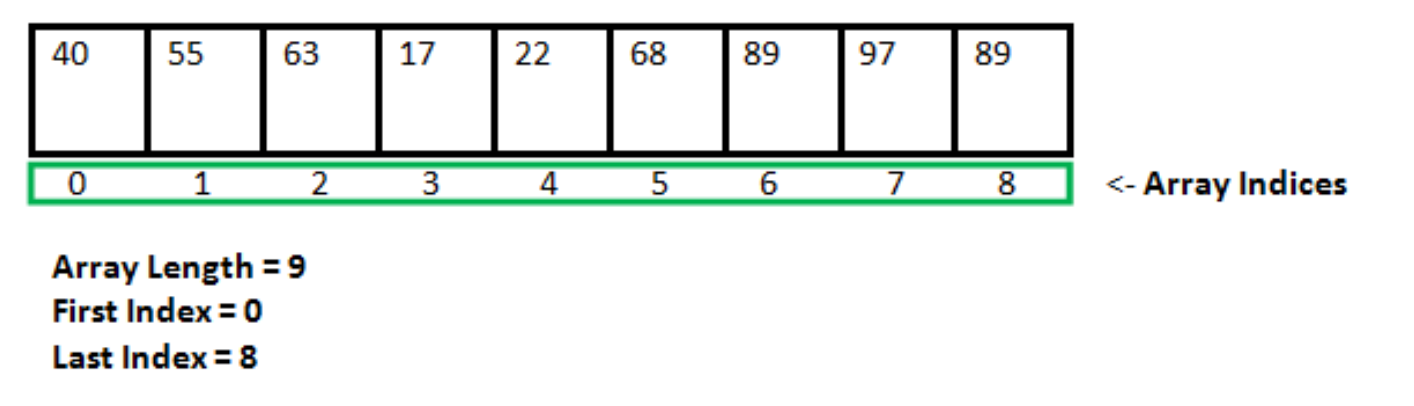 40 55 63 17 22 68 89 97 89
0 1 2 3 4 5 6 7 8 <- Array Indices
Array Length = 9
First Index = 0
Last Index = 8